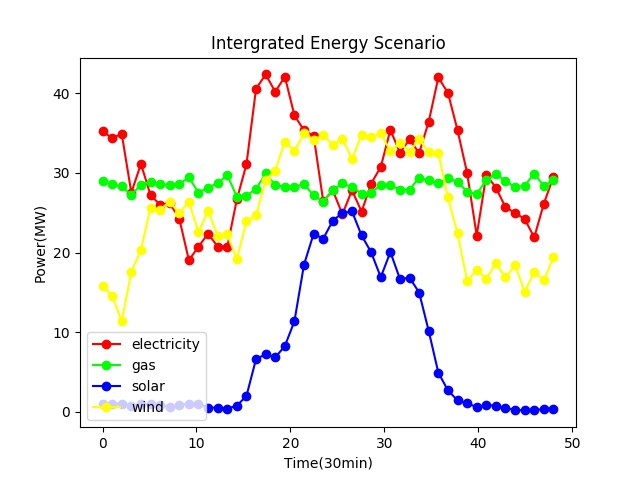 Intergrated Energy Scenario
Power(MW)
40
30
20
10
0
electricity
gas
solar
wind
0 10 20 30 40 50
Time(30min)